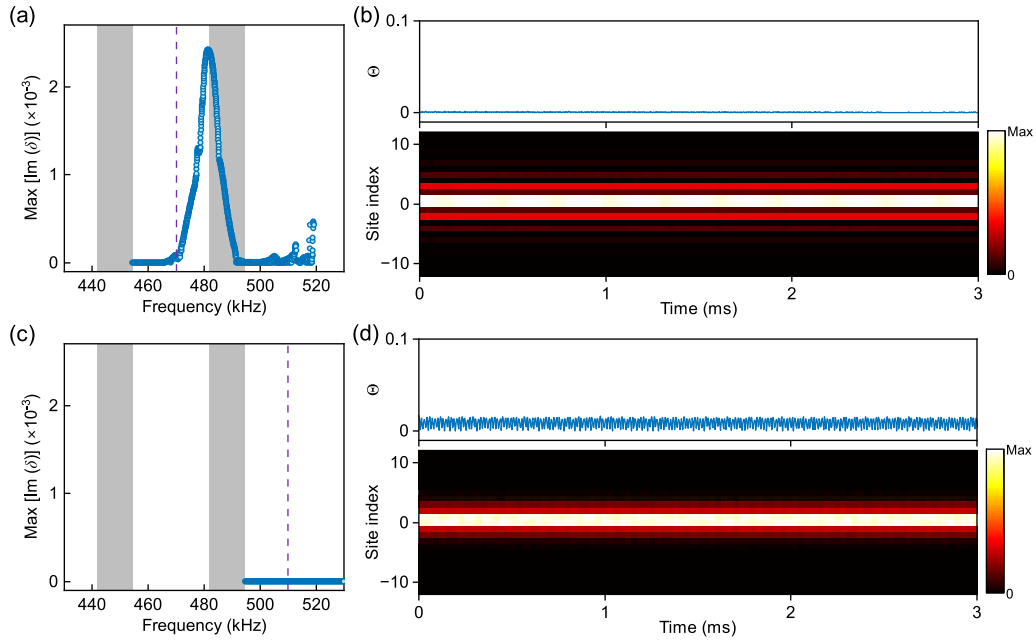 (a)
Max [Im (δ)] (×10⁻³)
2
1
0
440 460 480 500 520
Frequency (kHz)
(b)
0.1
Θ
0
Site index
10
0
−10
0 1 2 3
Time (ms)
Max
0
(c)
Max [Im (δ)] (×10⁻³)
2
1
0
440 460 480 500 520
Frequency (kHz)
(d)
0.1
Θ
0
Site index
10
0
−10
0 1 2 3
Time (ms)
Max
0